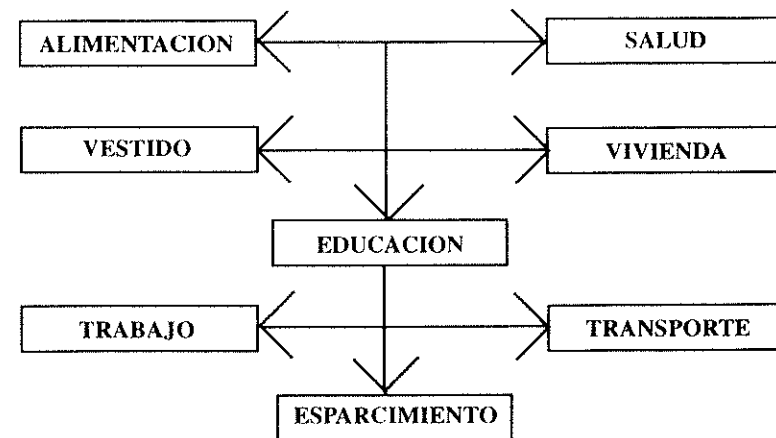 ALIMENTACION
SALUD
VESTIDO
VIVIENDA
EDUCACION
TRABAJO
TRANSPORTE
ESPARCIMIENTO